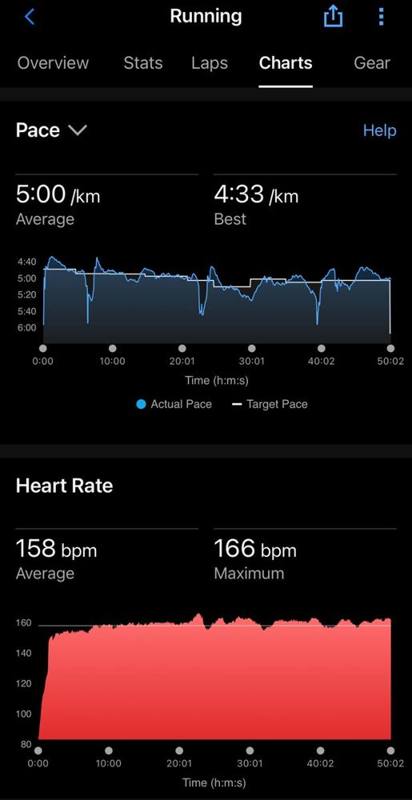 Running
Overview Stats Laps Charts Gear
Pace Help
5:00 /km 4:33 /km
Average Best
4:40
5:00
5:20
5:40
6:00
0:00 10:00 20:01 30:01 40:02 50:02
Time (h:m:s)
Actual Pace Target Pace
Heart Rate
158 bpm 166 bpm
Average Maximum
160
140
120
100
80
0:00 10:00 20:01 30:01 40:02 50:02
Time (h:m:s)